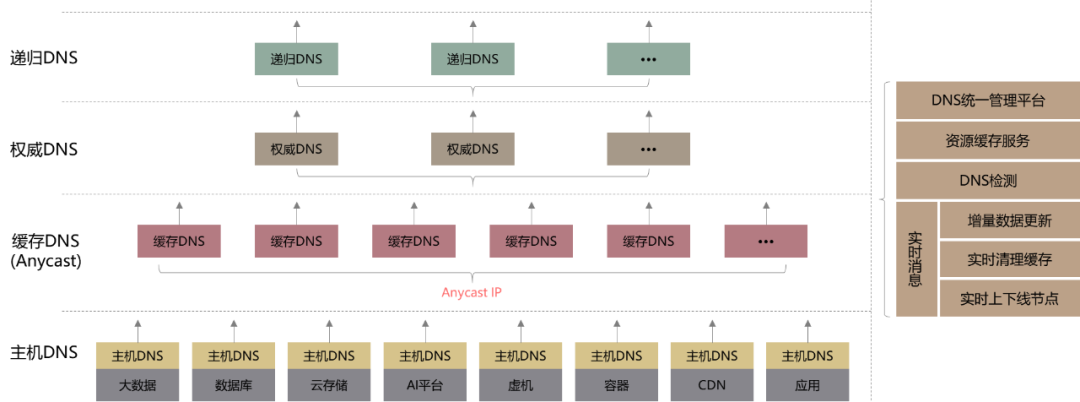 递归DNS
递归DNS
递归DNS
•••
权威DNS
权威DNS
权威DNS
•••
缓存DNS
(Anycast)
缓存DNS
缓存DNS
缓存DNS
缓存DNS
缓存DNS
•••
Anycast IP
主机DNS
主机DNS
主机DNS
主机DNS
主机DNS
主机DNS
主机DNS
主机DNS
主机DNS
大数据
数据库
云存储
AI平台
虚机
容器
CDN
应用
DNS统一管理平台
资源缓存服务
DNS检测
实时消息
增量数据更新
实时清理缓存
实时上下线节点